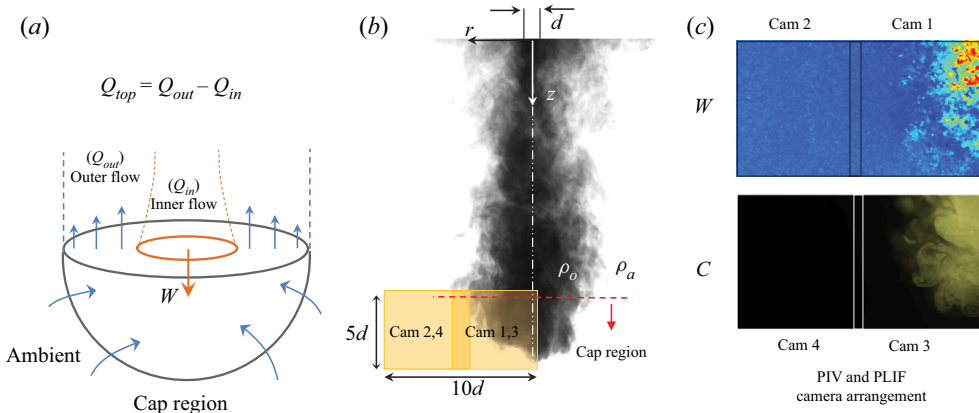 (a)
Q_top = Q_out – Q_in
(Q_out)
Outer flow
(Q_in)
Inner flow
W
Ambient
Cap region
(b)
d
r
z
ρ_o
ρ_a
Cam 2,4
Cam 1,3
5d
Cap region
10d
(c)
Cam 2
Cam 1
W
C
Cam 4
Cam 3
PIV and PLIF
camera arrangement